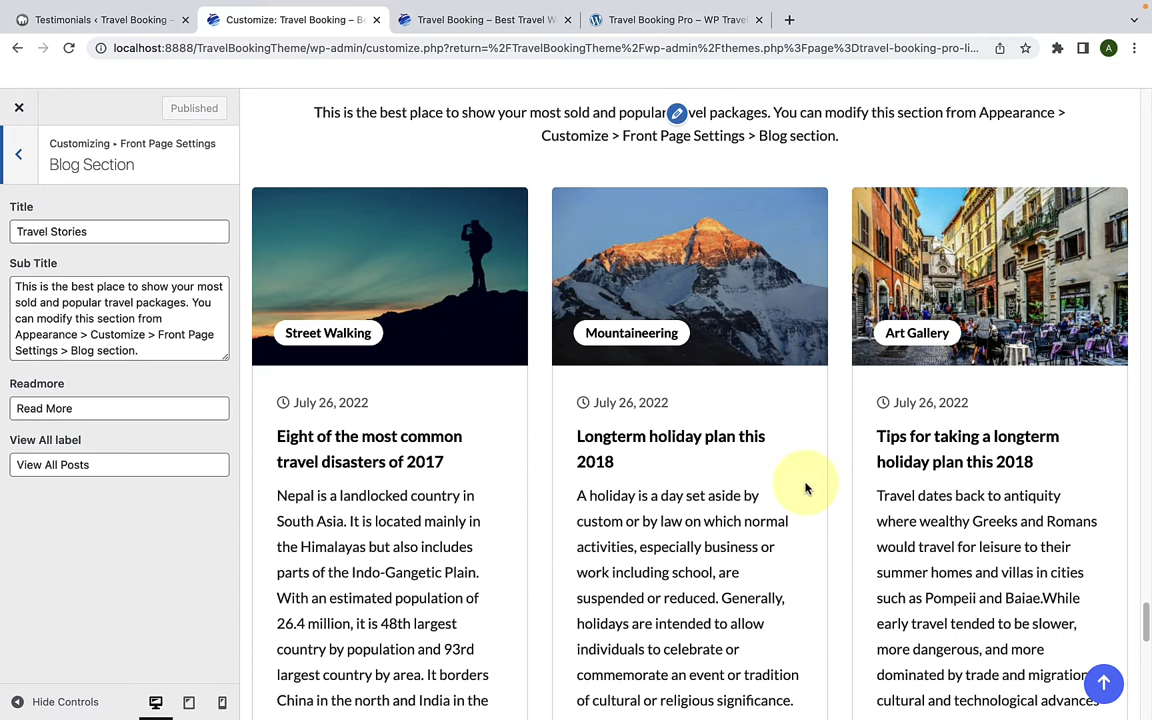 Testimonials ‹ Travel Booking –
Customize: Travel Booking – Be
Travel Booking – Best Travel W
Travel Booking Pro – WP Trave
localhost:8888/TravelBookingTheme/wp-admin/customize.php?return=%2FTravelBookingTheme%2Fwp-admin%2Fthemes.php%3Fpage%3Dtravel-booking-pro-li...
A
Published
Customizing ▸ Front Page Settings
Blog Section
Title
Travel Stories
Sub Title
This is the best place to show your most
sold and popular travel packages. You
can modify this section from
Appearance > Customize > Front Page
Settings > Blog section.
Readmore
Read More
View All label
View All Posts
Hide Controls
This is the best place to show your most sold and popular vel packages. You can modify this section from Appearance >
Customize > Front Page Settings > Blog section.
Street Walking
July 26, 2022
Eight of the most common
travel disasters of 2017
Nepal is a landlocked country in
South Asia. It is located mainly in
the Himalayas but also includes
parts of the Indo-Gangetic Plain.
With an estimated population of
26.4 million, it is 48th largest
country by population and 93rd
largest country by area. It borders
China in the north and India in the
Mountaineering
July 26, 2022
Longterm holiday plan this
2018
A holiday is a day set aside by
custom or by law on which normal
activities, especially business or
work including school, are
suspended or reduced. Generally,
holidays are intended to allow
individuals to celebrate or
commemorate an event or tradition
of cultural or religious significance.
Art Gallery
July 26, 2022
Tips for taking a longterm
holiday plan this 2018
Travel dates back to antiquity
where wealthy Greeks and Romans
would travel for leisure to their
summer homes and villas in cities
such as Pompeii and Baiae.While
early travel tended to be slower,
more dangerous, and more
dominated by trade and migration
cultural and technological advances